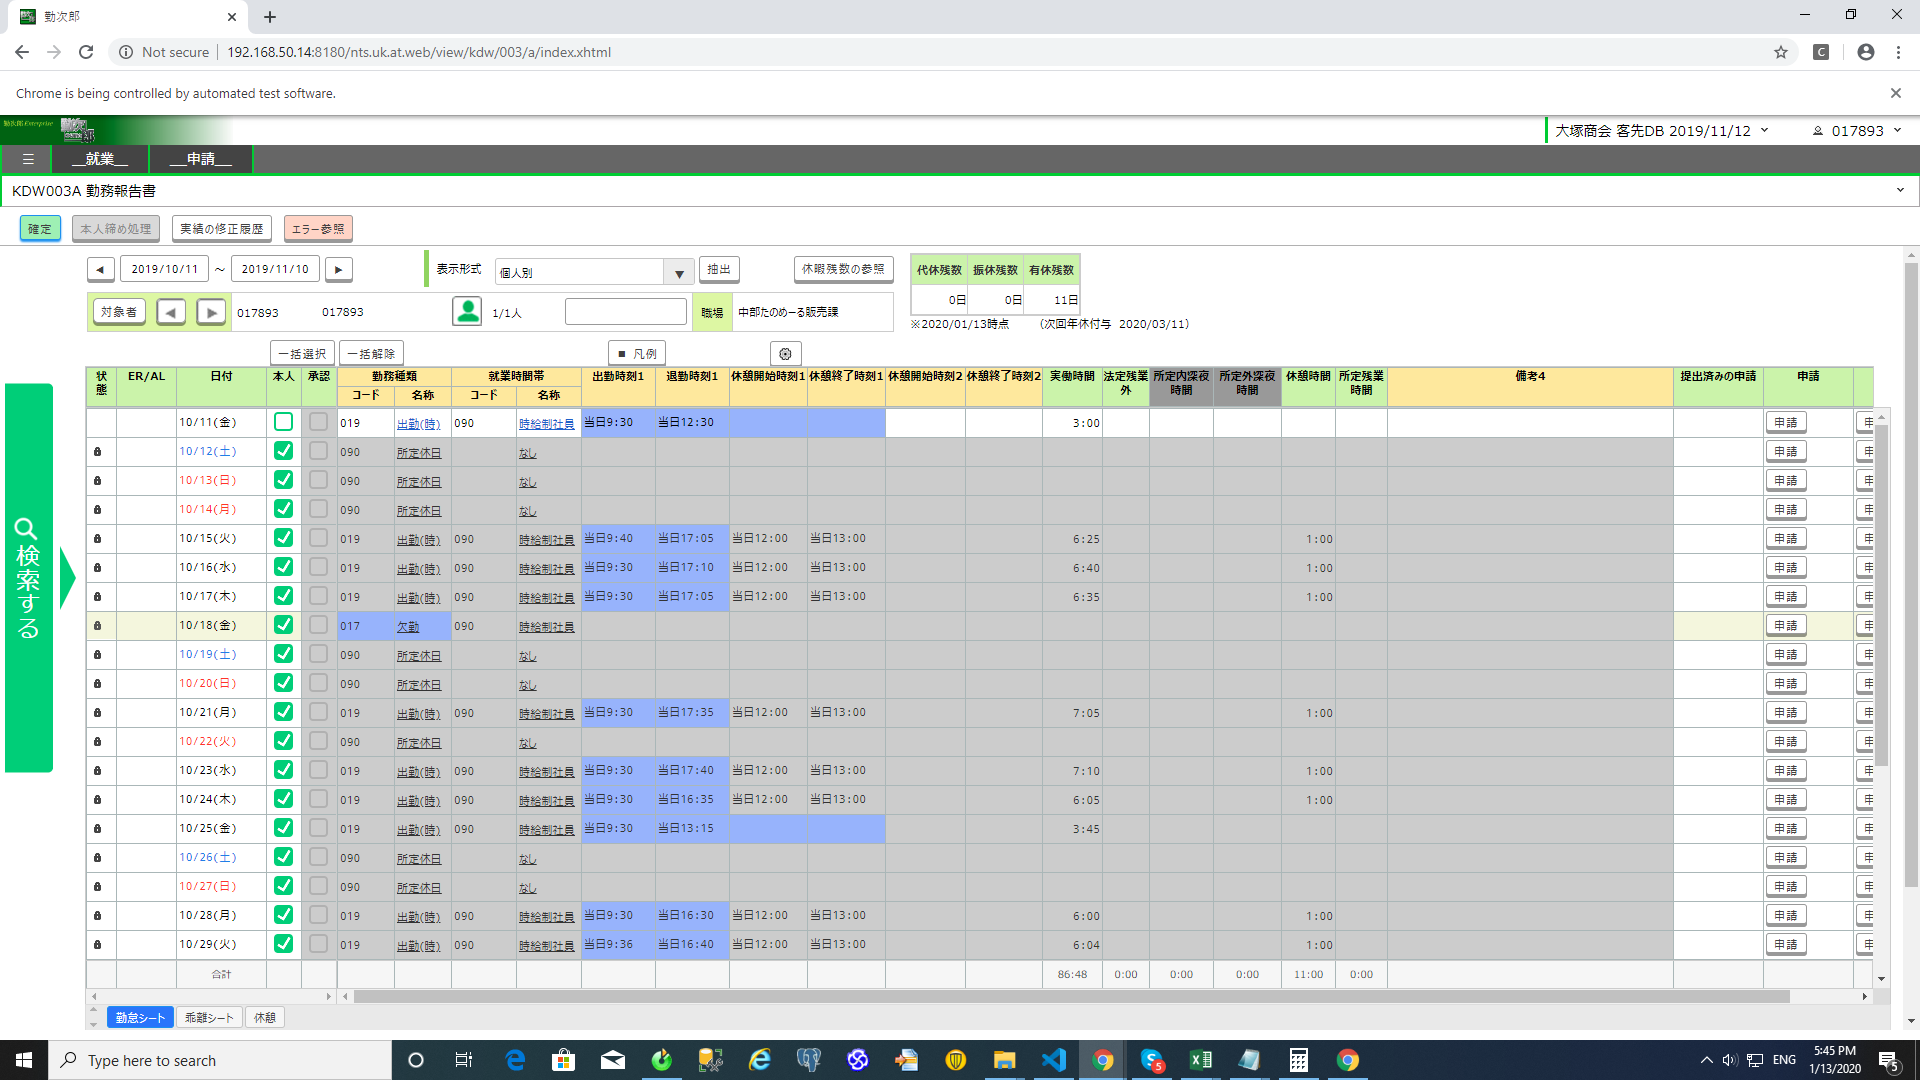 勤次郎
Not secure
192.168.50.14:8180/nts.uk.at.web/view/kdw/003/a/index.xhtml
Chrome is being controlled by automated test software.
勤次郎 Enterprise
大塚商会 客先DB 2019/11/12
017893
__就業__ __申請__
KDW003A 勤務報告書
確定 本人締め処理 実績の修正履歴 エラー参照
◀ 2019/10/11 ～ 2019/11/10 ▶ 表示形式 個人別 ▼ 抽出 休暇残数の参照 代休残数 振休残数 有休残数
0日 0日 11日
対象者 ◀ ▶ 017893 017893 1/1人 職場 中部たのめーる販売課
※2020/01/13時点 （次回年休付与 2020/03/11）
一括選択 一括解除 ■ 凡例
状態 ER/AL 日付 本人 承認 勤務種類 就業時間帯 出勤時刻1 退勤時刻1 休憩開始時刻1 休憩終了時刻1 休憩開始時刻2 休憩終了時刻2 実働時間 法定残業外 所定内深夜時間 所定外深夜時間 休憩時間 所定残業時間 備考4 提出済みの申請 申請
コード 名称 コード 名称
10/11(金) 019 出勤(時) 090 時給制社員 当日9:30 当日12:30 3:00 申請
10/12(土) 090 所定休日 なし 申請
10/13(日) 090 所定休日 なし 申請
10/14(月) 090 所定休日 なし 申請
10/15(火) 019 出勤(時) 090 時給制社員 当日9:40 当日17:05 当日12:00 当日13:00 6:25 1:00 申請
10/16(水) 019 出勤(時) 090 時給制社員 当日9:30 当日17:10 当日12:00 当日13:00 6:40 1:00 申請
10/17(木) 019 出勤(時) 090 時給制社員 当日9:30 当日17:05 当日12:00 当日13:00 6:35 1:00 申請
10/18(金) 017 欠勤 090 時給制社員 申請
10/19(土) 090 所定休日 なし 申請
10/20(日) 090 所定休日 なし 申請
10/21(月) 019 出勤(時) 090 時給制社員 当日9:30 当日17:35 当日12:00 当日13:00 7:05 1:00 申請
10/22(火) 090 所定休日 なし 申請
10/23(水) 019 出勤(時) 090 時給制社員 当日9:30 当日17:40 当日12:00 当日13:00 7:10 1:00 申請
10/24(木) 019 出勤(時) 090 時給制社員 当日9:30 当日16:35 当日12:00 当日13:00 6:05 1:00 申請
10/25(金) 019 出勤(時) 090 時給制社員 当日9:30 当日13:15 3:45 申請
10/26(土) 090 所定休日 なし 申請
10/27(日) 090 所定休日 なし 申請
10/28(月) 019 出勤(時) 090 時給制社員 当日9:30 当日16:30 当日12:00 当日13:00 6:00 1:00 申請
10/29(火) 019 出勤(時) 090 時給制社員 当日9:36 当日16:40 当日12:00 当日13:00 6:04 1:00 申請
合計 86:48 0:00 0:00 0:00 11:00 0:00
検索する
勤怠シート 乖離シート 休憩
Type here to search
5
ENG
5:45 PM
1/13/2020
5